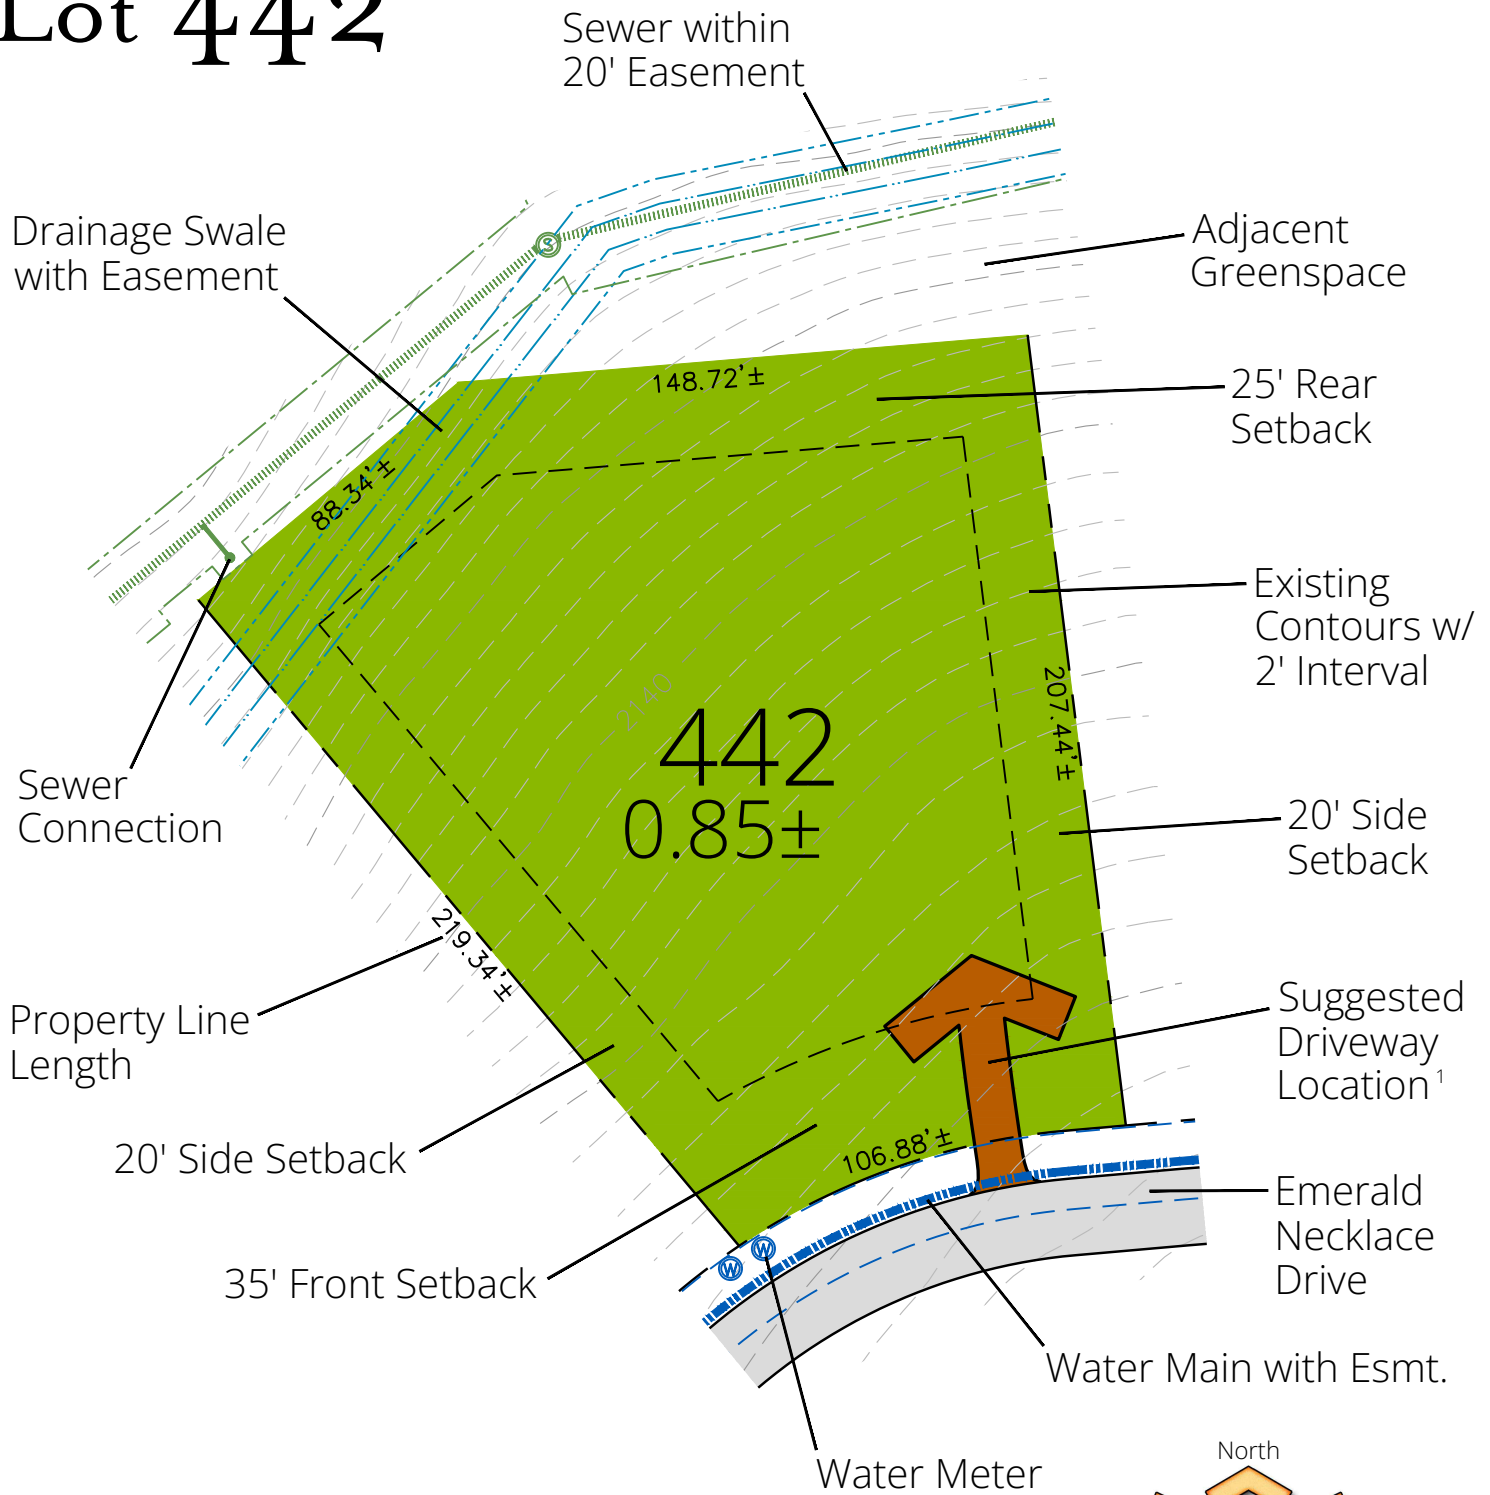 Lot 442
Sewer within
20' Easement
Drainage Swale
with Easement
S
Adjacent
Greenspace
148.72'±
25' Rear
Setback
88.34'±
Existing
Contours w/
2' Interval
2140
207.44'±
442
0.85±
Sewer
Connection
20' Side
Setback
219.34'±
Property Line
Length
Suggested
Driveway
Location 1
20' Side Setback
106.88'±
Emerald
Necklace
Drive
35' Front Setback
W
W
Water Main with Esmt.
Water Meter
North